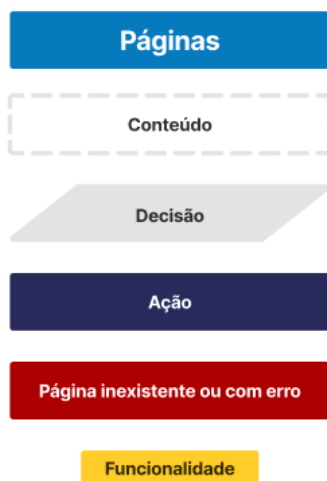 Páginas
Conteúdo
Decisão
Ação
Página inexistente ou com erro
Funcionalidade